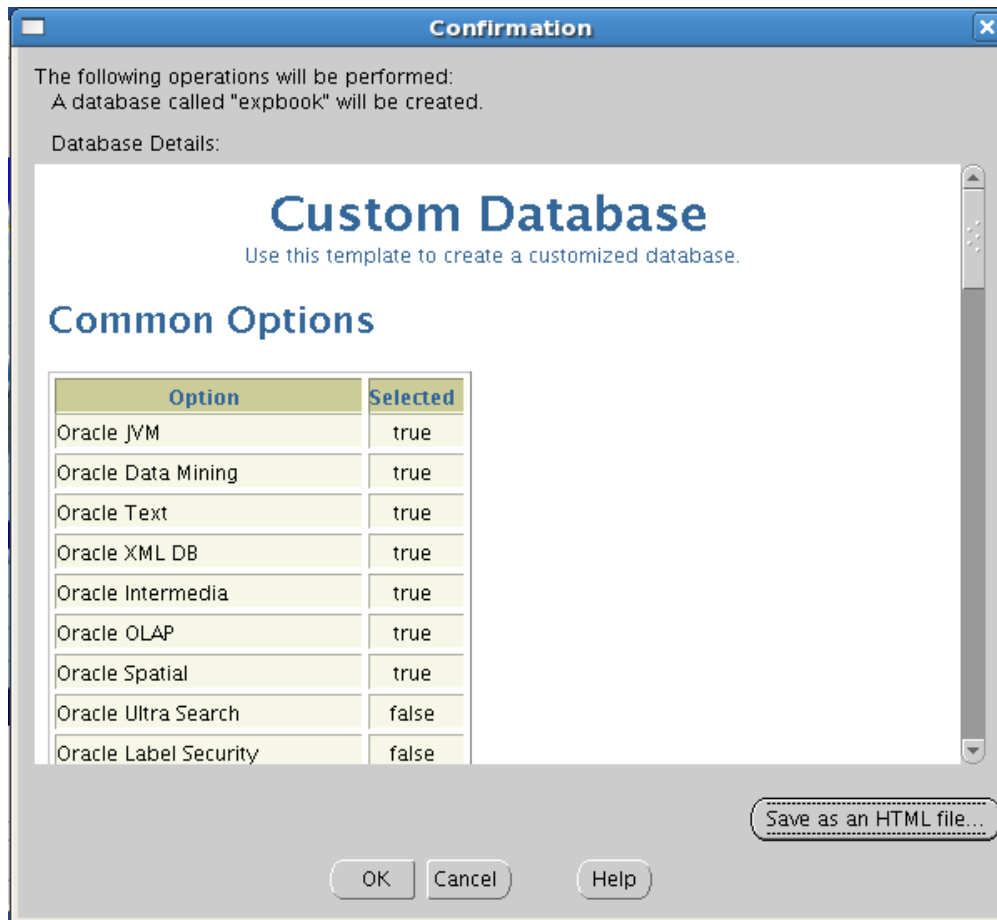 Confirmation
The following operations will be performed:
A database called "expbook" will be created.
Database Details:
Custom Database
Use this template to create a customized database.
Common Options
Option Selected
Oracle JVM true
Oracle Data Mining true
Oracle Text true
Oracle XML DB true
Oracle Intermedia true
Oracle OLAP true
Oracle Spatial true
Oracle Ultra Search false
Oracle Label Security false
Save as an HTML file...
OK Cancel Help